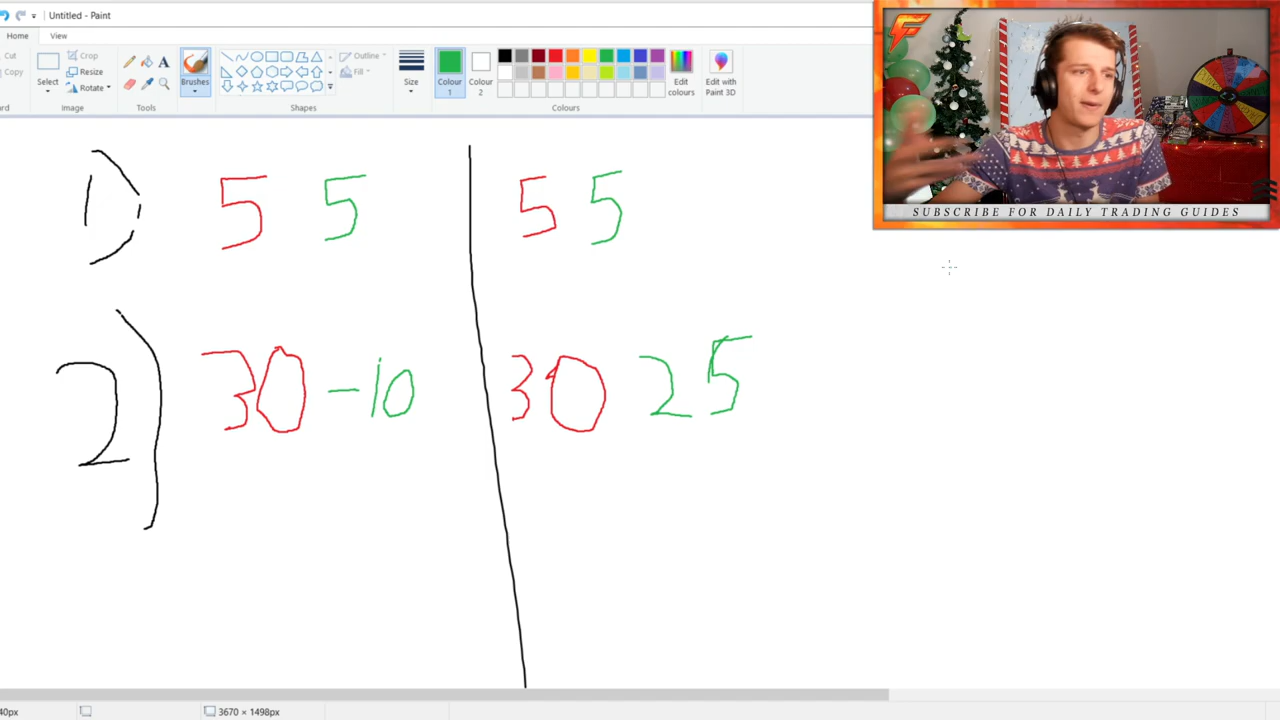 Untitled - Paint
Home View
Cut Crop Outline
Copy Select Resize Brushes Fill Size Colour 1 Colour 2 Edit colours Edit with Paint 3D
Rotate
Image Tools Shapes Colours
SUBSCRIBE FOR DAILY TRADING GUIDES
1) 5 5 5 5
2) 30 -10 30 25
40px 3670 × 1498px